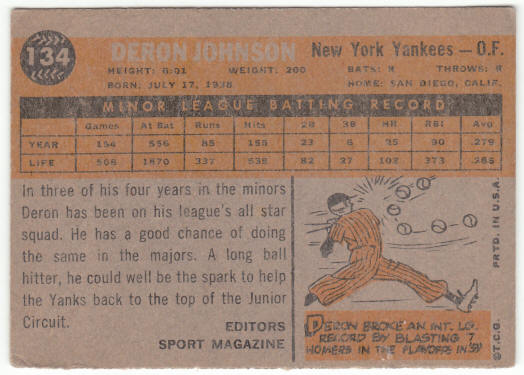 134
DERON JOHNSON New York Yankees — O.F.
HEIGHT: 6:01 WEIGHT: 200 BATS: R THROWS: R
BORN: JULY 17, 1938 HOME: SAN DIEGO, CALIF.
MINOR LEAGUE BATTING RECORD
Games At Bat Runs Hits 2B 3B HR RBI Avg
YEAR 154 556 85 155 23 6 25 90 .279
LIFE 506 1870 337 82 27 102 373
In three of his four years in the minors
Deron has been on his league's all star
squad. He has a good chance of doing
the same in the majors. A long ball
hitter, he could well be the spark to help
the Yanks back to the top of the Junior
Circuit.
EDITORS
SPORT MAGAZINE
DERON BROKE AN INT. LG.
RECORD BY BLASTING 7
HOMERS IN THE PLAYOFFS IN '59
©T.C.G. PRTD. IN U.S.A.